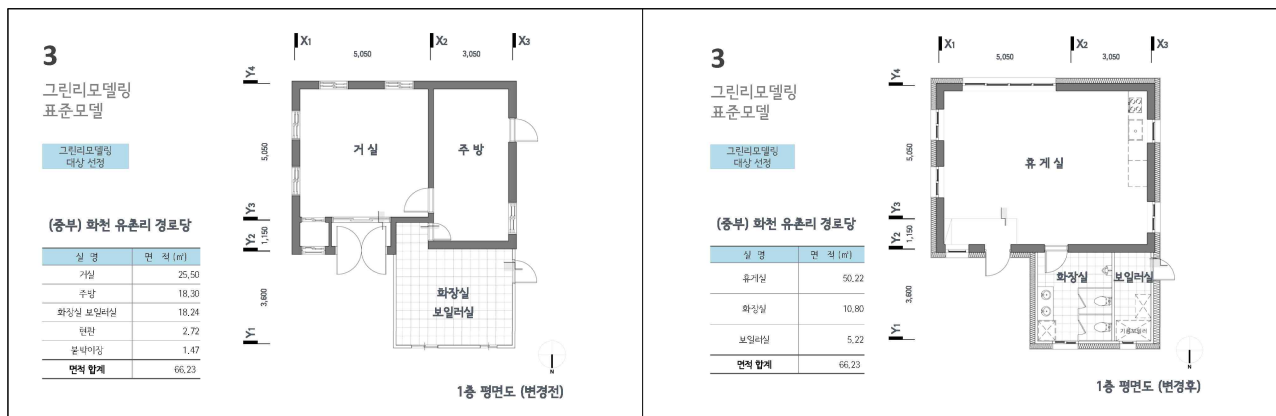 3
그린리모델링
표준모델
그린리모델링
대상 선정
(중부) 화천 유촌리 경로당
실 명 면 적 (㎡)
거실 25.50
주방 18.30
화장실 보일러실 18.24
현관 2.72
붙박이장 1.47
면적 합계 66.23
X1 X2 X3
5,050 3,050
Y4
5,050
Y3
1,150
Y2
3,600
Y1
거 실
주 방
화장실
보일러실
N
1층 평면도 (변경전)
3
그린리모델링
표준모델
그린리모델링
대상 선정
(중부) 화천 유촌리 경로당
실 명 면 적 (㎡)
휴게실 50.22
화장실 10.80
보일러실 5.22
면적 합계 66.23
X1 X2 X3
5,050 3,050
Y4
5,050
Y3
1,150
Y2
3,600
Y1
휴 게 실
화장실
보일러실
기름보일러
N
1층 평면도 (변경후)